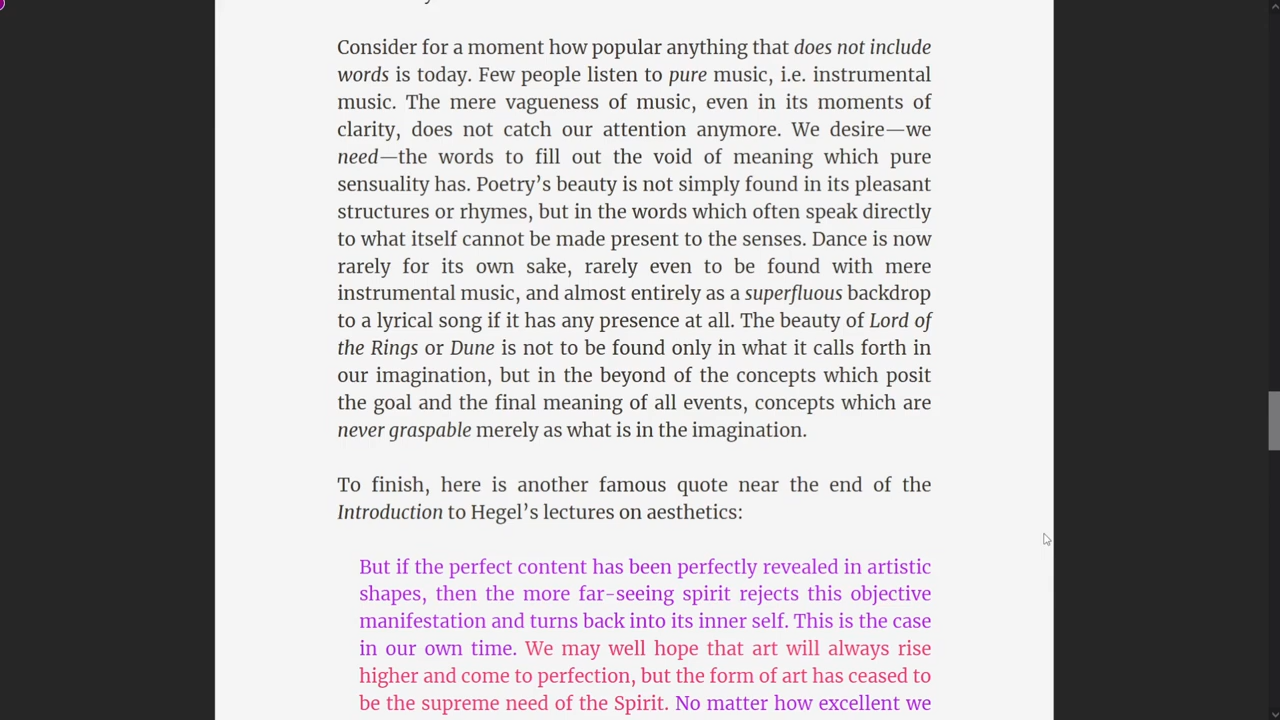 Consider for a moment how popular anything that does not include
words is today. Few people listen to pure music, i.e. instrumental
music. The mere vagueness of music, even in its moments of
clarity, does not catch our attention anymore. We desire—we
need—the words to fill out the void of meaning which pure
sensuality has. Poetry’s beauty is not simply found in its pleasant
structures or rhymes, but in the words which often speak directly
to what itself cannot be made present to the senses. Dance is now
rarely for its own sake, rarely even to be found with mere
instrumental music, and almost entirely as a superfluous backdrop
to a lyrical song if it has any presence at all. The beauty of Lord of
the Rings or Dune is not to be found only in what it calls forth in
our imagination, but in the beyond of the concepts which posit
the goal and the final meaning of all events, concepts which are
never graspable merely as what is in the imagination.
To finish, here is another famous quote near the end of the
Introduction to Hegel’s lectures on aesthetics:
But if the perfect content has been perfectly revealed in artistic
shapes, then the more far-seeing spirit rejects this objective
manifestation and turns back into its inner self. This is the case
in our own time. We may well hope that art will always rise
higher and come to perfection, but the form of art has ceased to
be the supreme need of the Spirit. No matter how excellent we